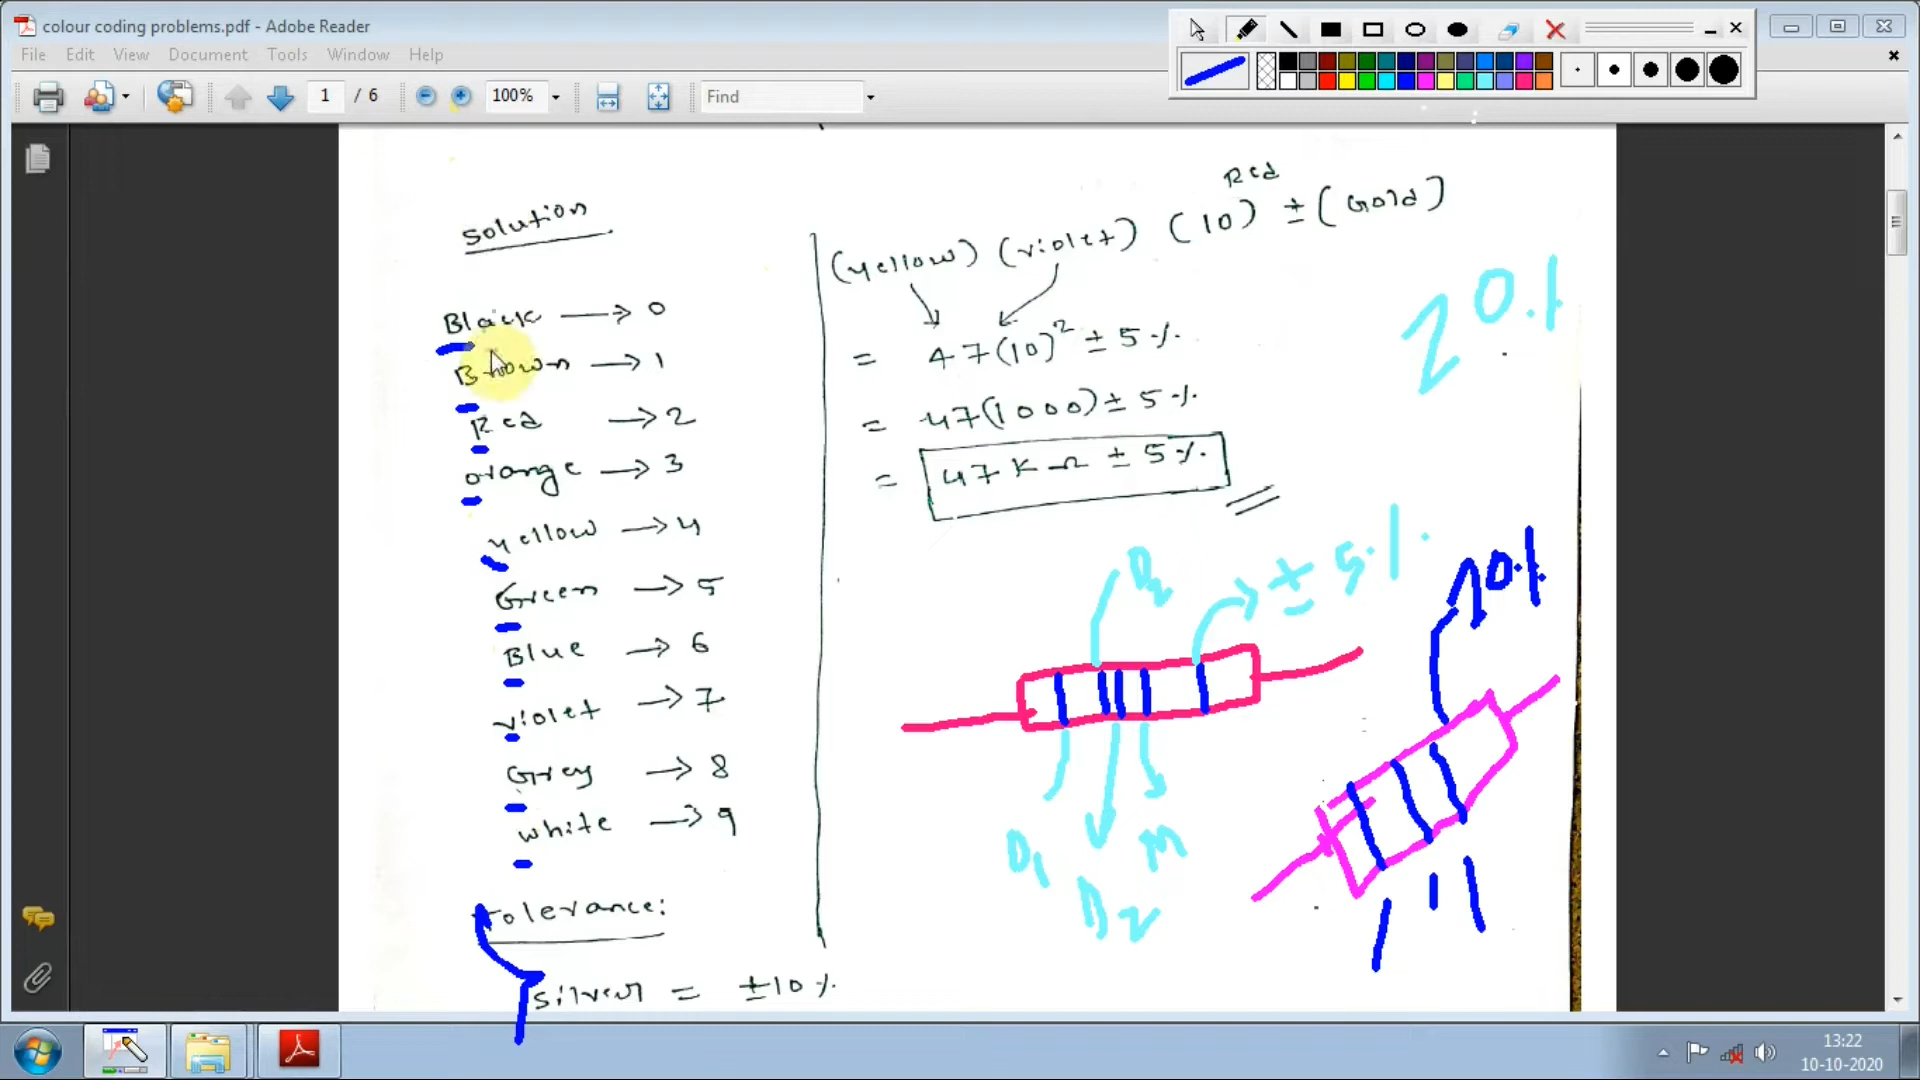 colour coding problems.pdf - Adobe Reader
File Edit View Document Tools Window Help
1 / 6 100% Find
Solution
Black → 0
Brown → 1
Red → 2
orange → 3
yellow → 4
Green → 5
Blue → 6
violet → 7
Grey → 8
white → 9
Tolerance:
silver = ±10%
Red
(yellow) (violet) (10) ± (Gold)
= 47(10)² ± 5%
= 47(1000) ± 5%
= 47 K Ω ± 5%
20%
D2
± 5%
D1
D2
M
20%
13:22
10-10-2020